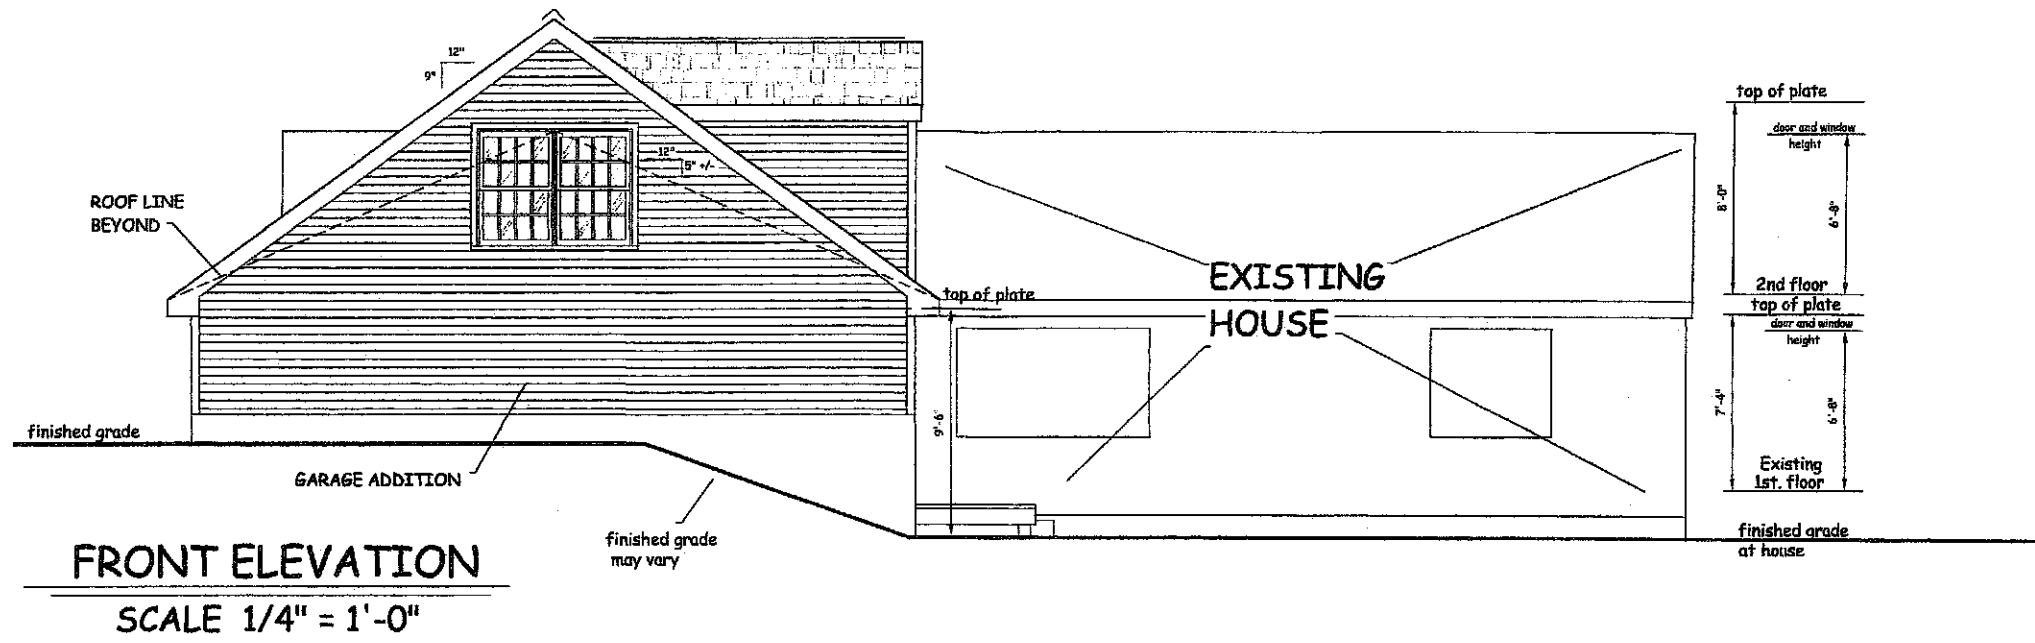 12"
9"
12"
5" +/-
ROOF LINE
BEYOND
top of plate
EXISTING
HOUSE
top of plate
door and window
height
8'-0"
6'-8"
2nd floor
top of plate
door and window
height
7'-4"
6'-8"
9'-6"
Existing
1st. floor
finished grade
GARAGE ADDITION
finished grade
may vary
finished grade
at house
FRONT ELEVATION
SCALE 1/4" = 1'-0"